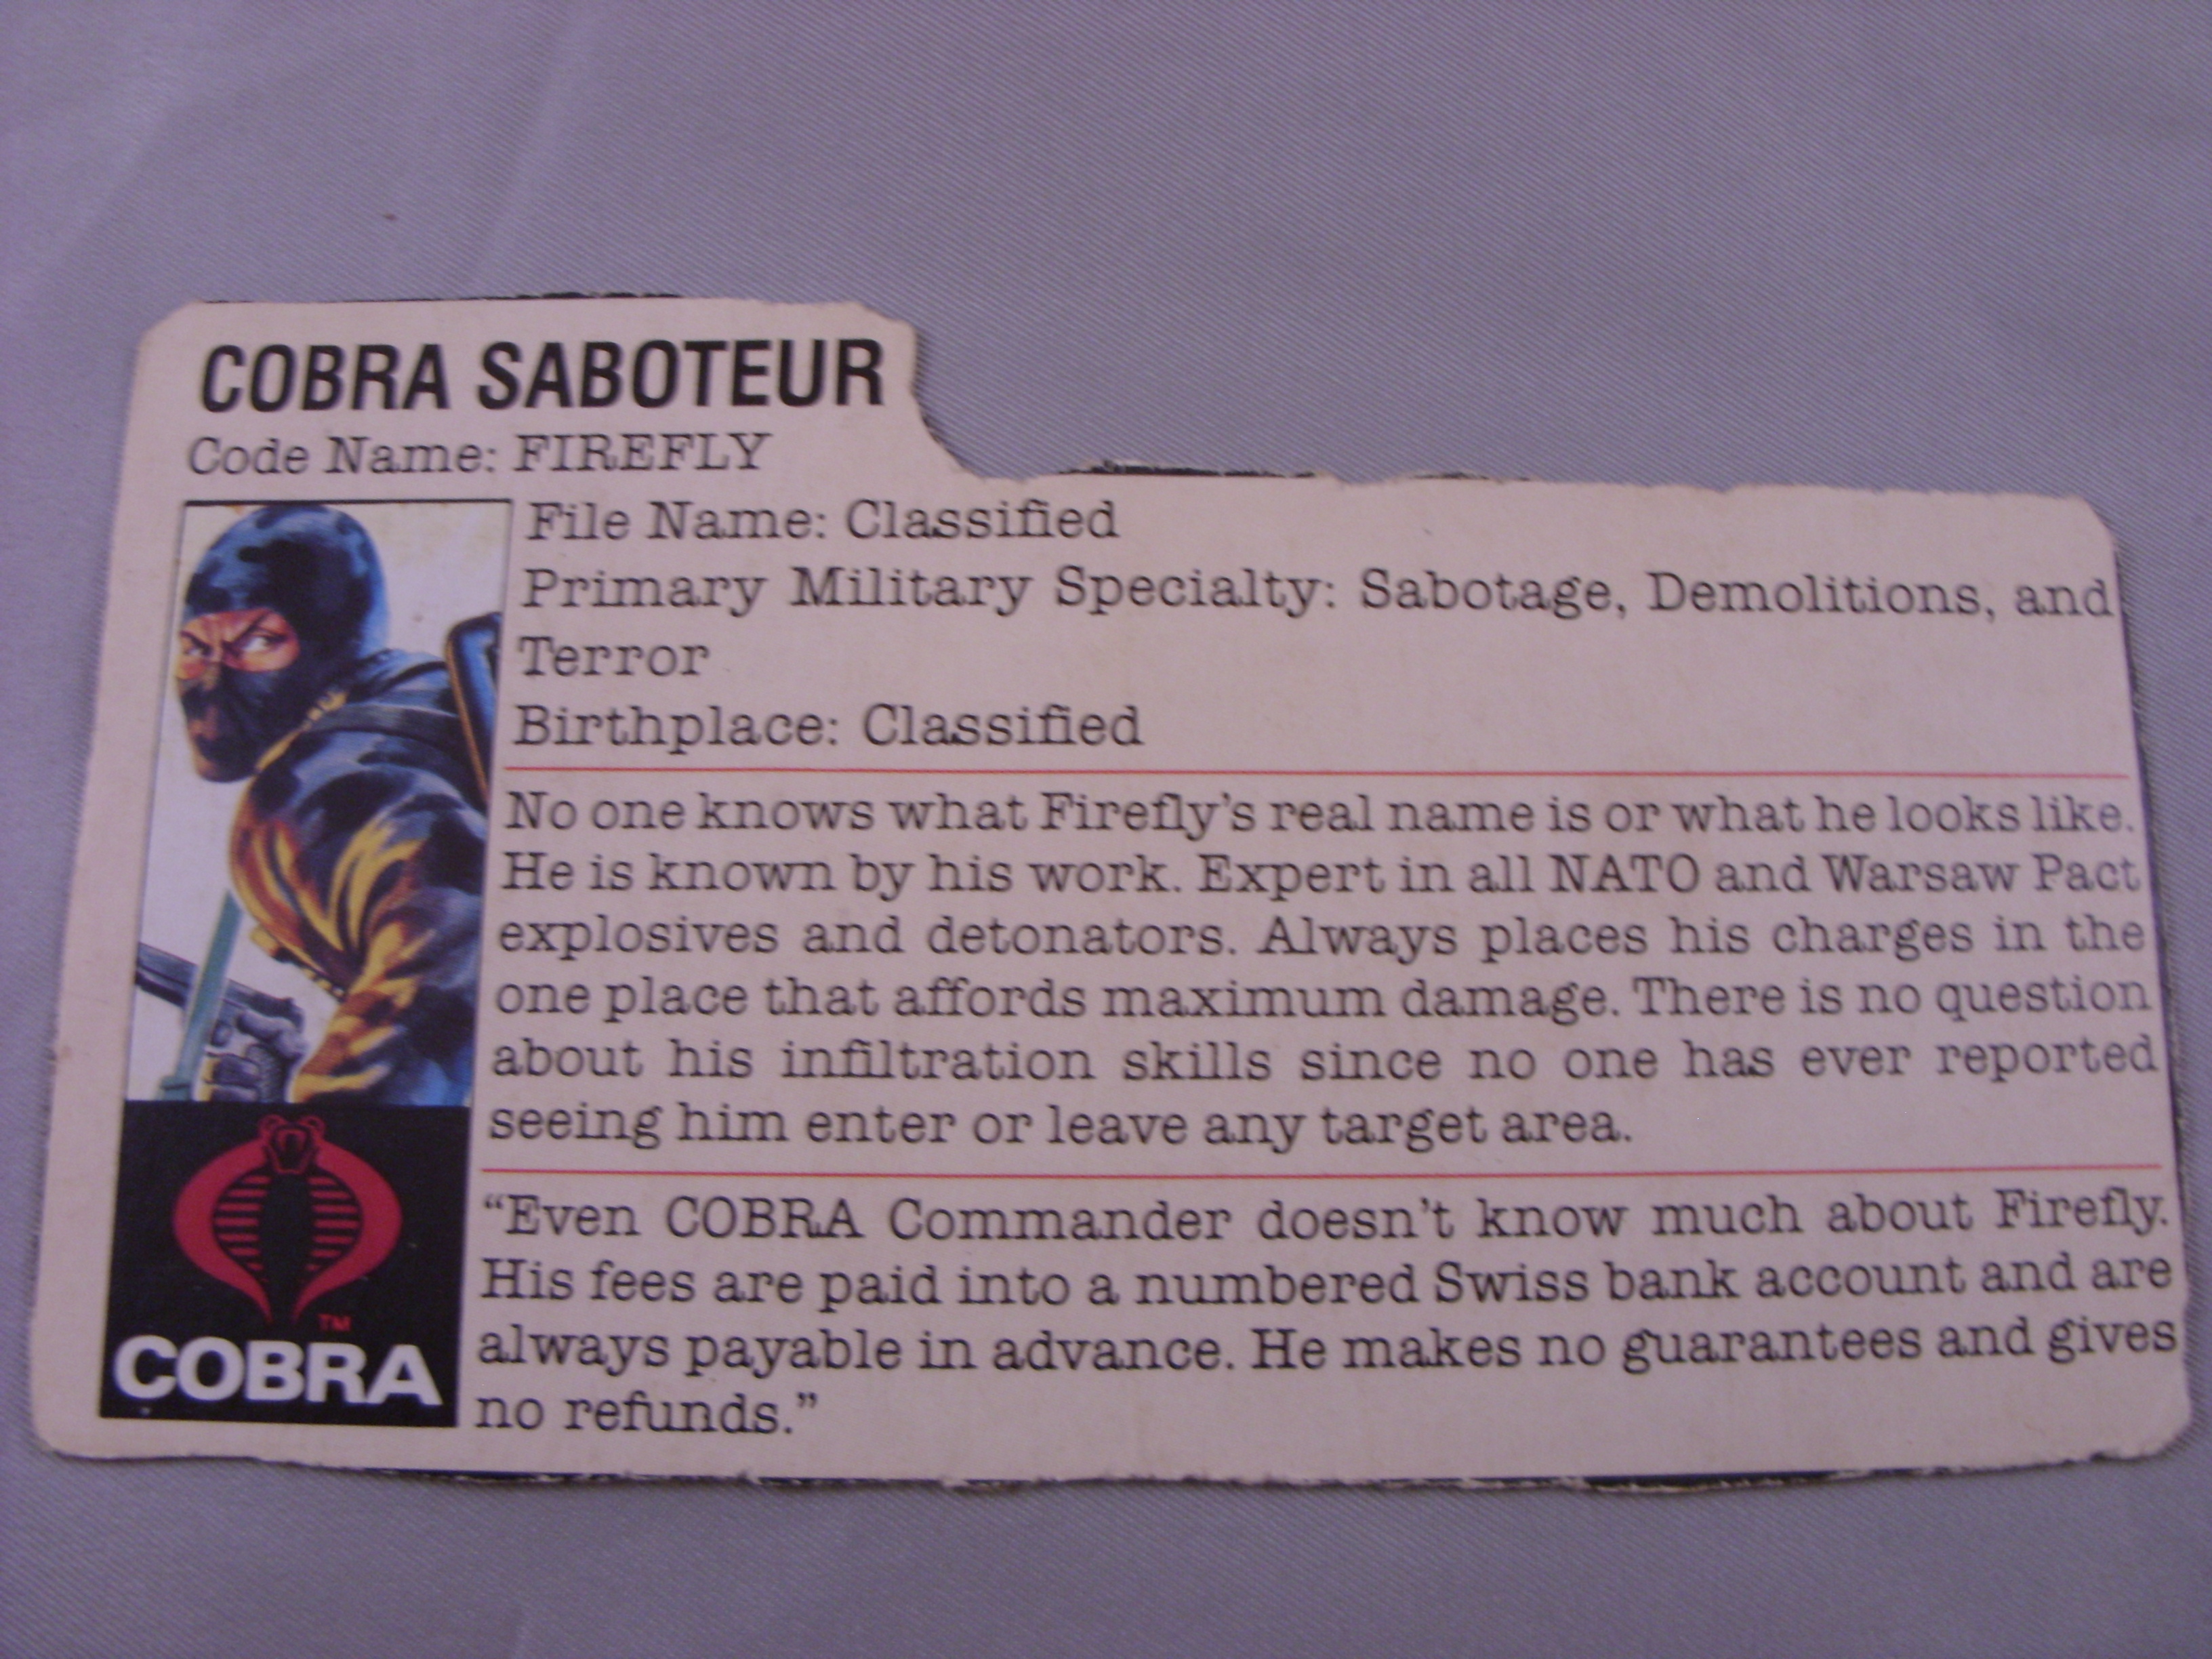 COBRA SABOTEUR
Code Name: FIREFLY
File Name: Classified
Primary Military Specialty: Sabotage, Demolitions, and
Terror
Birthplace: Classified
No one knows what Firefly's real name is or what he looks like.
He is known by his work. Expert in all NATO and Warsaw Pact
explosives and detonators. Always places his charges in the
one place that affords maximum damage. There is no question
about his infiltration skills since no one has ever reported
seeing him enter or leave any target area.
“Even COBRA Commander doesn't know much about Firefly.
His fees are paid into a numbered Swiss bank account and are
always payable in advance. He makes no guarantees and gives
no refunds.”
TM
COBRA